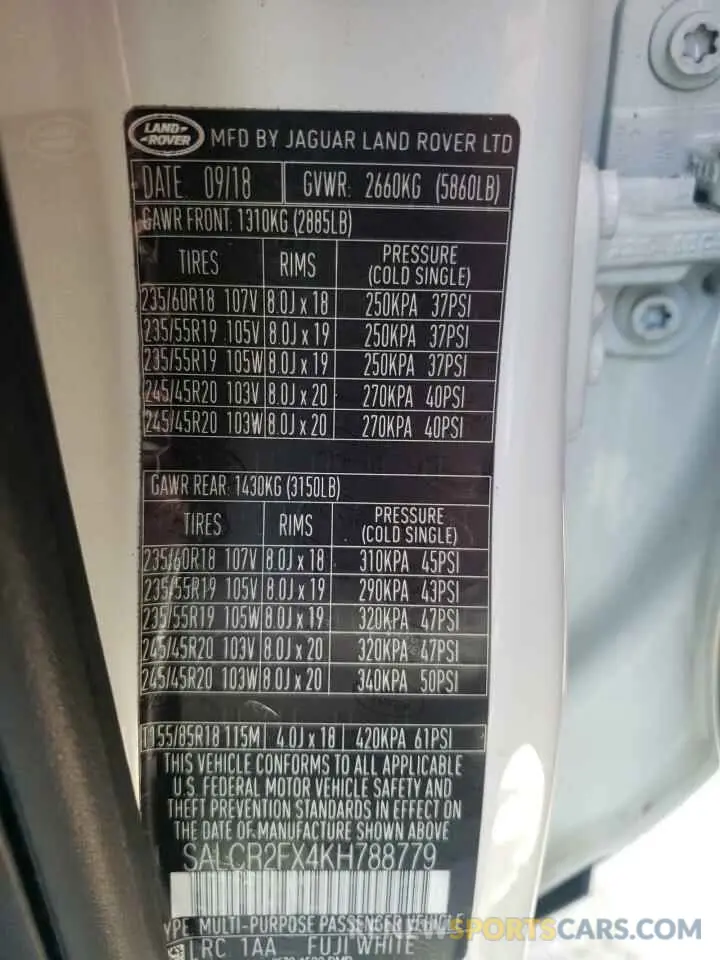 LAND ROVER
MFD BY JAGUAR LAND ROVER LTD
DATE 09/18 GVWR: 2660KG (5860LB)
GAWR FRONT: 1310KG (2885LB)
TIRES RIMS PRESSURE (COLD SINGLE)
235/60R18 107V 8.0J x 18 250KPA 37PSI
235/55R19 105V 8.0J x 19 250KPA 37PSI
235/55R19 105W 8.0J x 19 250KPA 37PSI
245/45R20 103V 8.0J x 20 270KPA 40PSI
245/45R20 103W 8.0J x 20 270KPA 40PSI
GAWR REAR: 1430KG (3150LB)
TIRES RIMS PRESSURE (COLD SINGLE)
235/60R18 107V 8.0J x 18 310KPA 45PSI
235/55R19 105V 8.0J x 19 290KPA 43PSI
235/55R19 105W 8.0J x 19 320KPA 47PSI
245/45R20 103V 8.0J x 20 320KPA 47PSI
245/45R20 103W 8.0J x 20 340KPA 50PSI
T155/85R18 115M 4.0J x 18 420KPA 61PSI
THIS VEHICLE CONFORMS TO ALL APPLICABLE
U.S. FEDERAL MOTOR VEHICLE SAFETY AND
THEFT PREVENTION STANDARDS IN EFFECT ON
THE DATE OF MANUFACTURE SHOWN ABOVE
SALCR2FX4KH788779
YPE: MULTI-PURPOSE PASSENGER VEHICLE
LRC 1AA FUJI WHITE